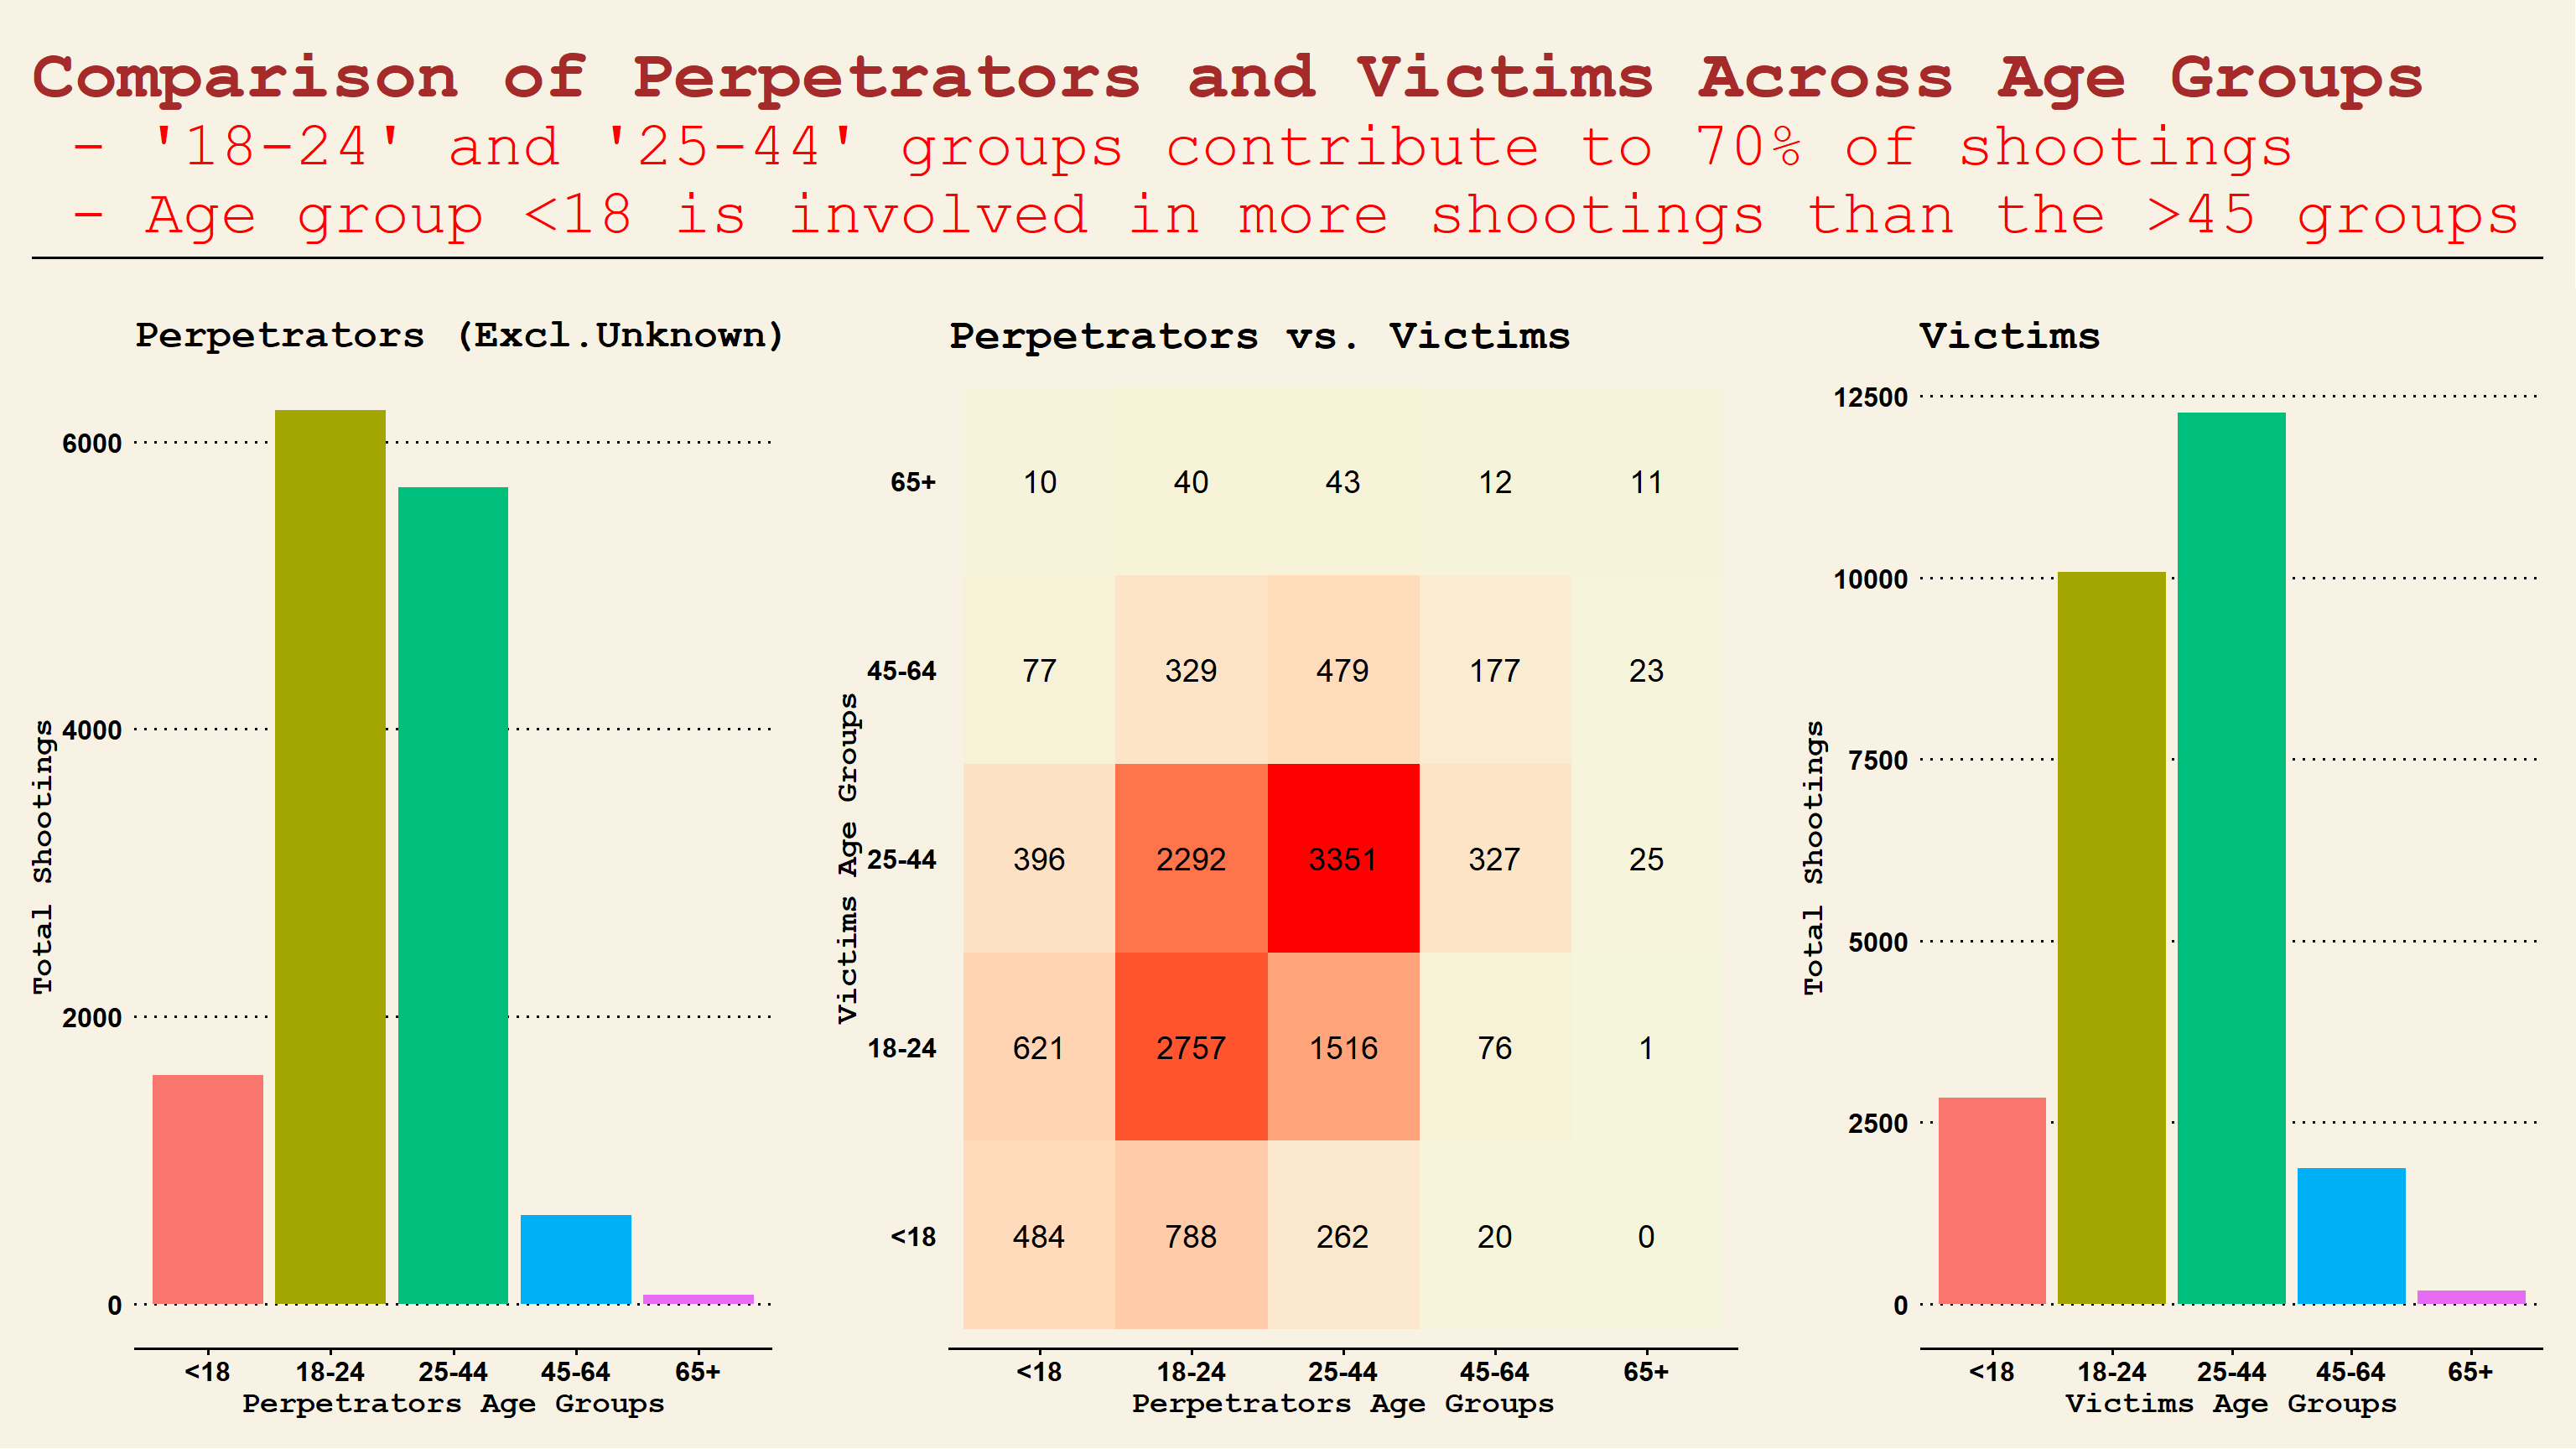 Comparison of Perpetrators and Victims Across Age Groups
- '18-24' and '25-44' groups contribute to 70% of shootings
- Age group <18 is involved in more shootings than the >45 groups
Perpetrators (Excl.Unknown)
Total Shootings
6000
4000
2000
0
<18 18-24 25-44 45-64 65+
Perpetrators Age Groups
Perpetrators vs. Victims
Victims Age Groups
65+ 10 40 43 12 11
45-64 77 329 479 177 23
25-44 396 2292 3351 327 25
18-24 621 2757 1516 76 1
<18 484 788 262 20 0
<18 18-24 25-44 45-64 65+
Perpetrators Age Groups
Victims
Total Shootings
12500
10000
7500
5000
2500
0
<18 18-24 25-44 45-64 65+
Victims Age Groups